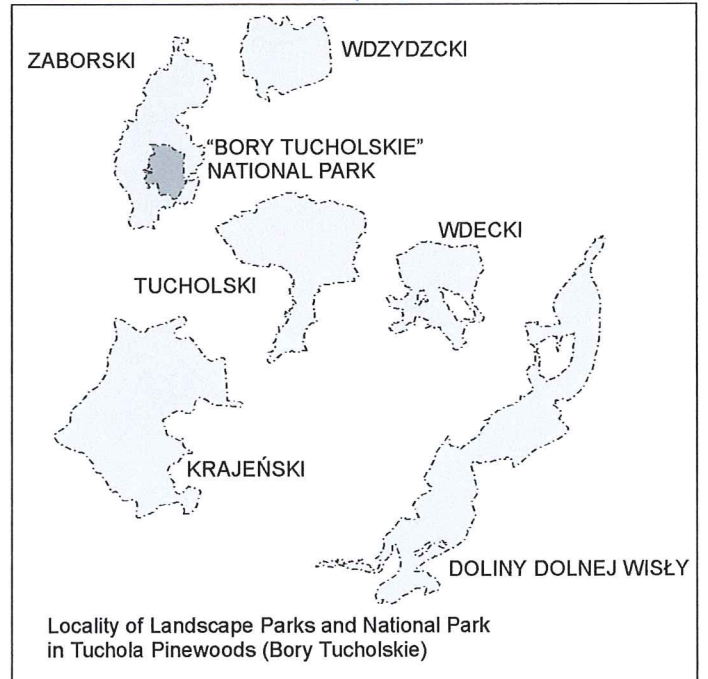 ZABORSKI
WDZYDZCKI
"BORY TUCHOLSKIE"
NATIONAL PARK
WDECKI
TUCHOLSKI
KRAJEŃSKI
DOLINY DOLNEJ WISŁY
Locality of Landscape Parks and National Park
in Tuchola Pinewoods (Bory Tucholskie)